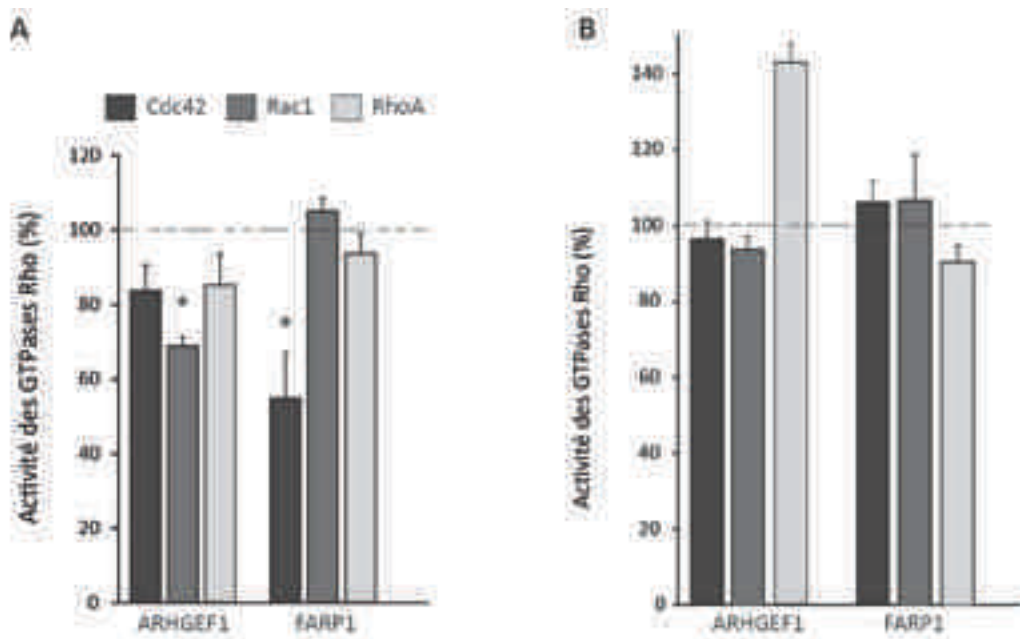 A
Cdc42 Rac1 RhoA
Activité des GTPases Rho (%)
120
100
80
60
40
20
0
ARHGEF1 FARP1
B
Activité des GTPases Rho (%)
140
120
100
80
60
40
20
0
ARHGEF1 FARP1